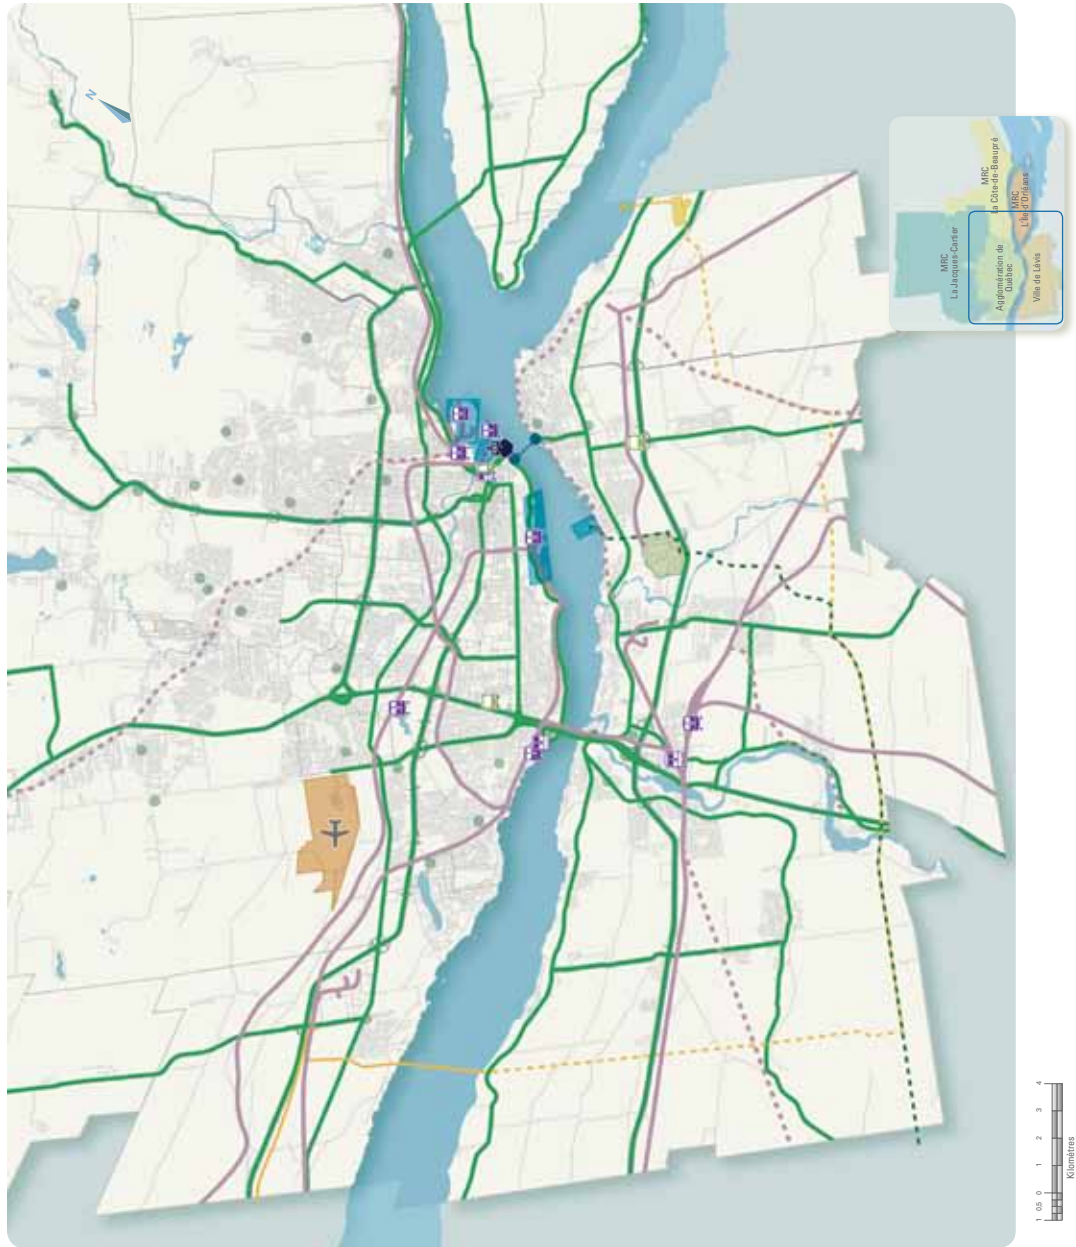 N
MRC
La Côte-de-Beaupré
MRC
L'Île d'Orléans
MRC
La Jacques-Cartier
Agglomération de
Québec
Ville de Lévis
1 0,5 0 1 2 3 4
Kilomètres